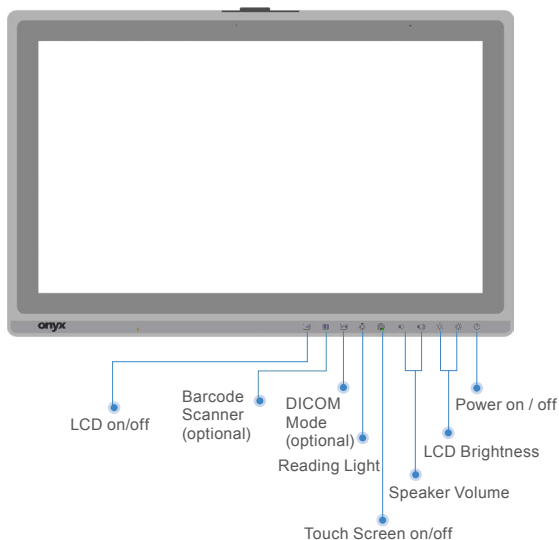 onyx
LCD on/off
Barcode
Scanner
(optional)
DICOM
Mode
(optional)
Reading Light
Touch Screen on/off
Speaker Volume
LCD Brightness
Power on / off